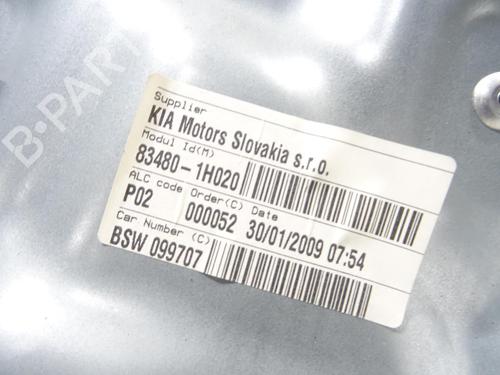 Supplier
KIA Motors Slovakia s.r.o.
Modul Id(M)
83480-1H020
ALC code Order(C) Date
P02 000052 30/01/2009 07:54
Car Number (C)
BSW 099707
B-PARTS